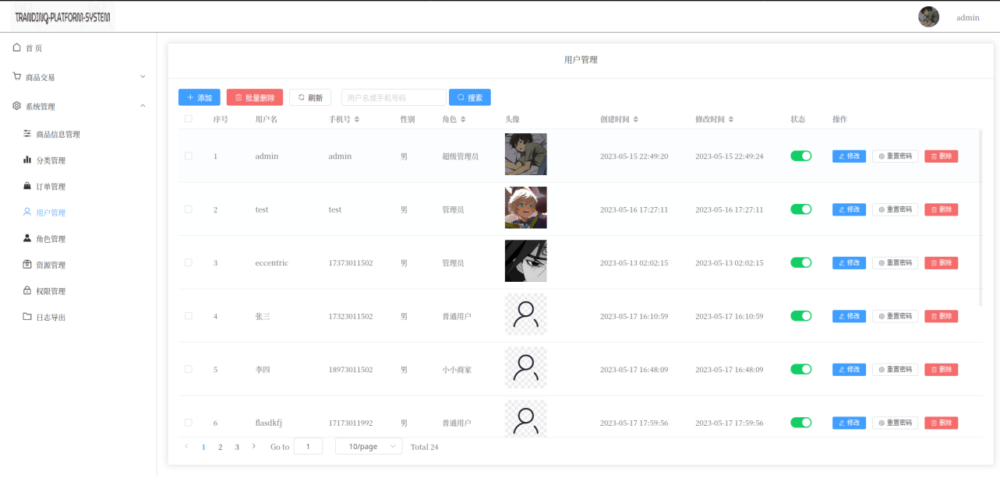 TRANDINQ-PLATFORM-SYSTEM
admin
首页
商品交易
系统管理
商品信息管理
分类管理
订单管理
用户管理
角色管理
资源管理
权限管理
日志导出
用户管理
添加 批量删除 刷新 用户名或手机号码 搜索
序号 用户名 手机号 性别 角色 头像 创建时间 修改时间 状态 操作
1 admin admin 男 超级管理员 2023-05-15 22:49:20 2023-05-15 22:49:24 修改 重置密码 删除
2 test test 男 管理员 2023-05-16 17:27:11 2023-05-16 17:27:11 修改 重置密码 删除
3 eccentric 17373011502 男 管理员 2023-05-13 02:02:15 2023-05-13 02:02:15 修改 重置密码 删除
4 张三 17323011502 男 普通用户 2023-05-17 16:10:59 2023-05-17 16:10:59 修改 重置密码 删除
5 李四 18973011502 男 小小商家 2023-05-17 16:48:09 2023-05-17 16:48:09 修改 重置密码 删除
6 flasdkfj 17173011992 男 普通用户 2023-05-17 17:59:56 2023-05-17 17:59:56 修改 重置密码 删除
1 2 3 Go to 1 10/page Total 24